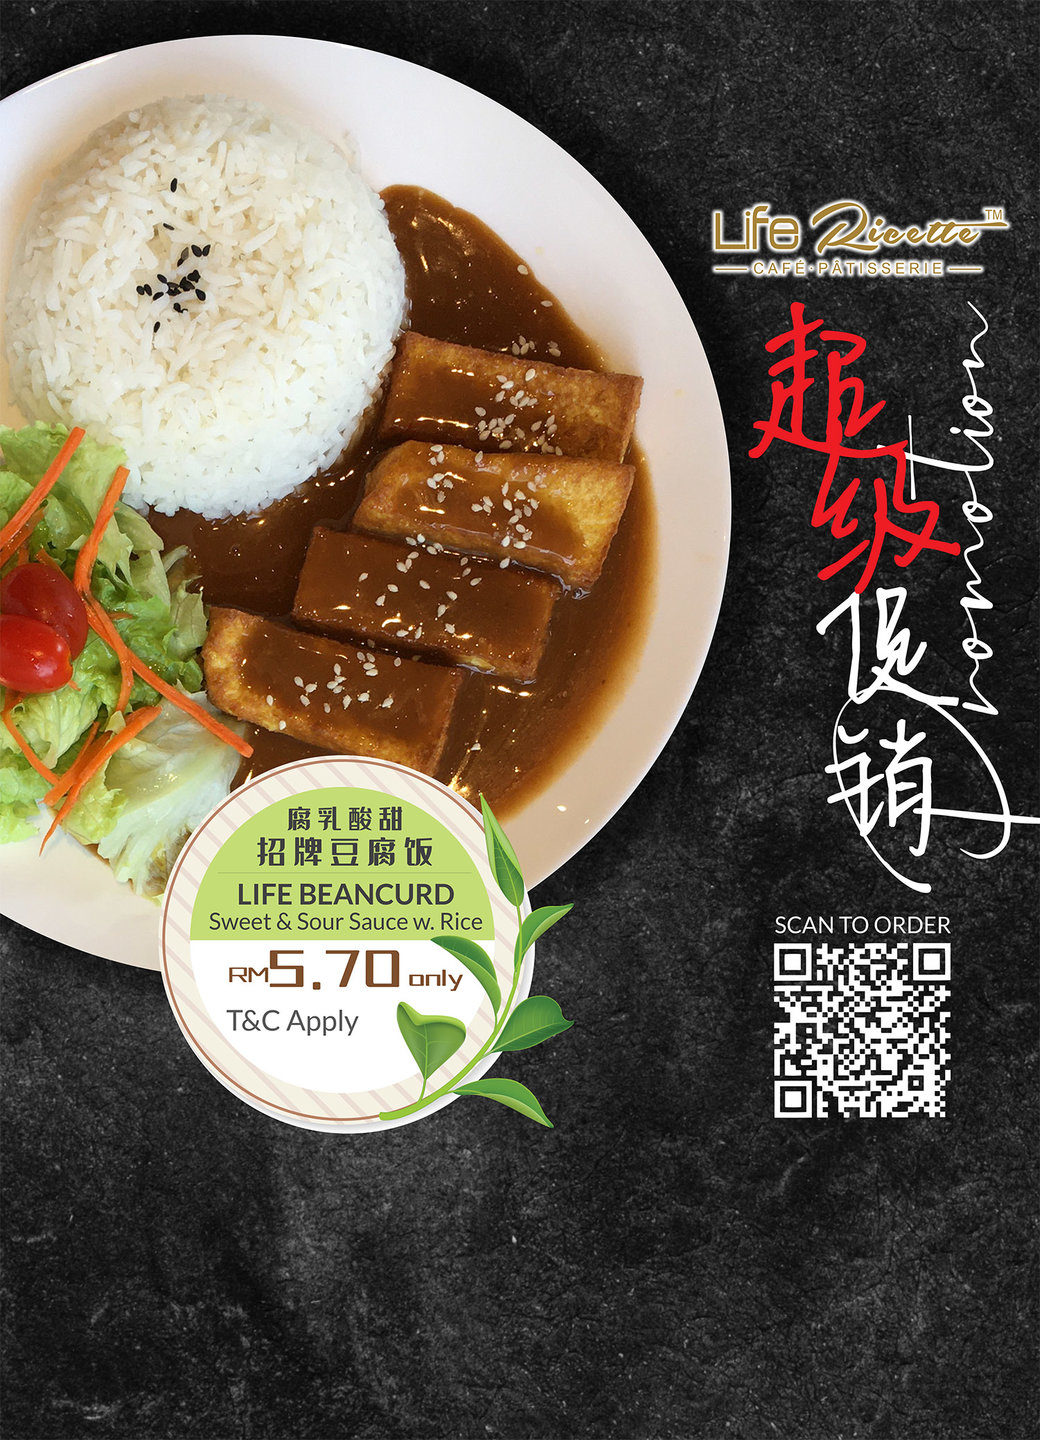 Life Ricette™
CAFÉ·PÂTISSERIE
超级促销
Promotion
腐乳酸甜
招牌豆腐饭
LIFE BEANCURD
Sweet & Sour Sauce w. Rice
RM5.70 only
T&C Apply
SCAN TO ORDER